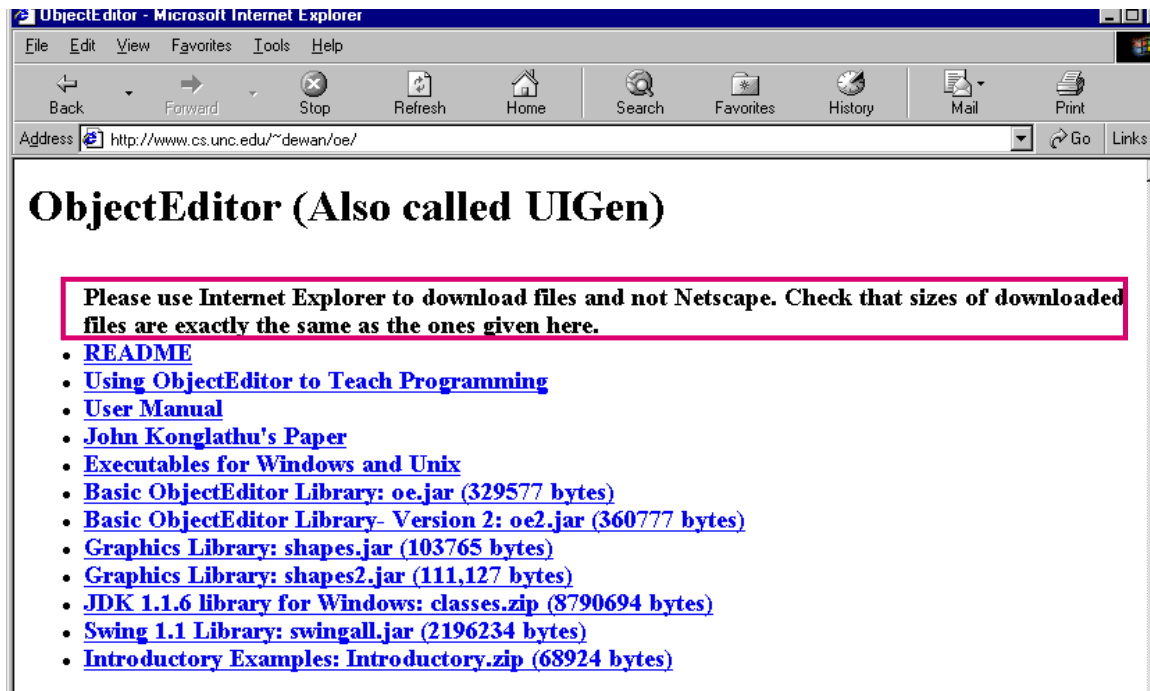 ObjectEditor - Microsoft Internet Explorer
File Edit View Favorites Tools Help
Back Forward Stop Refresh Home Search Favorites History Mail Print
Address http://www.cs.unc.edu/~dewan/oe/ Go Links
ObjectEditor (Also called UIGen)
Please use Internet Explorer to download files and not Netscape. Check that sizes of downloaded
files are exactly the same as the ones given here.
README
Using ObjectEditor to Teach Programming
User Manual
John Konglathu's Paper
Executables for Windows and Unix
Basic ObjectEditor Library: oe.jar (329577 bytes)
Basic ObjectEditor Library- Version 2: oe2.jar (360777 bytes)
Graphics Library: shapes.jar (103765 bytes)
Graphics Library: shapes2.jar (111,127 bytes)
JDK 1.1.6 library for Windows: classes.zip (8790694 bytes)
Swing 1.1 Library: swingall.jar (2196234 bytes)
Introductory Examples: Introductory.zip (68924 bytes)